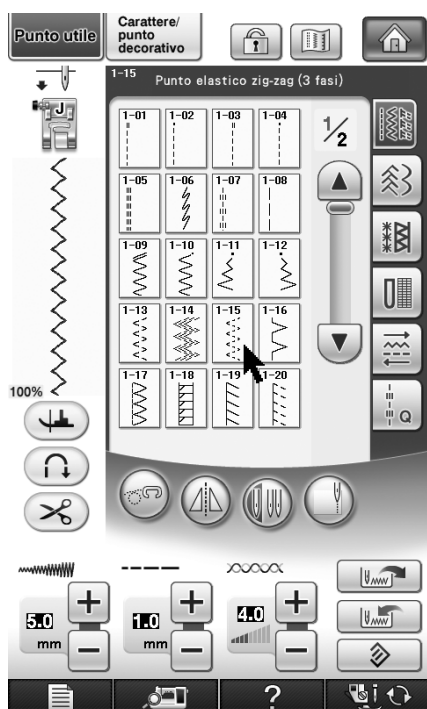 Punto utile
Carattere/
punto
decorativo
1-15 Punto elastico zig-zag (3 fasi)
J
1-01 1-02 1-03 1-04
1/2
1-05 1-06 1-07 1-08
1-09 1-10 1-11 1-12
1-13 1-14 1-15 1-16
1-17 1-18 1-19 1-20
Q
100%
5.0 1.0 4.0
mm mm
?